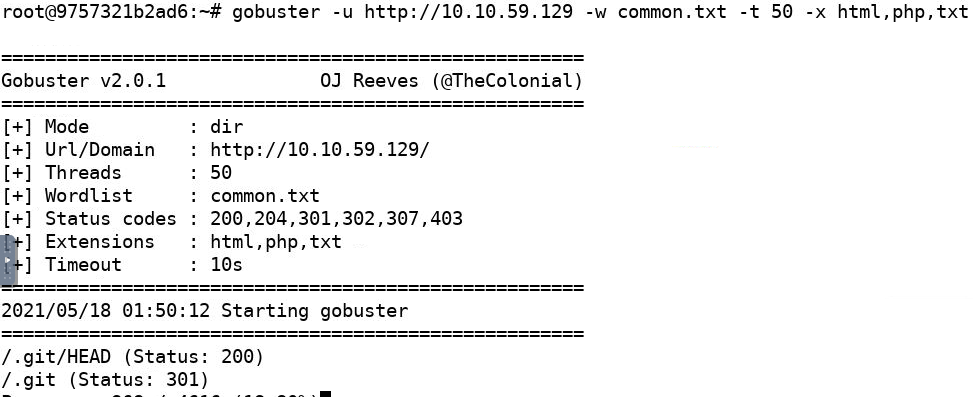 root@9757321b2ad6:~# gobuster -u http://10.10.59.129 -w common.txt -t 50 -x html,php,txt
=====================================================
Gobuster v2.0.1              OJ Reeves (@TheColonial)
=====================================================
[+] Mode         : dir
[+] Url/Domain   : http://10.10.59.129/
[+] Threads      : 50
[+] Wordlist     : common.txt
[+] Status codes : 200,204,301,302,307,403
[+] Extensions   : html,php,txt
[+] Timeout      : 10s
=====================================================
2021/05/18 01:50:12 Starting gobuster
=====================================================
/.git/HEAD (Status: 200)
/.git (Status: 301)